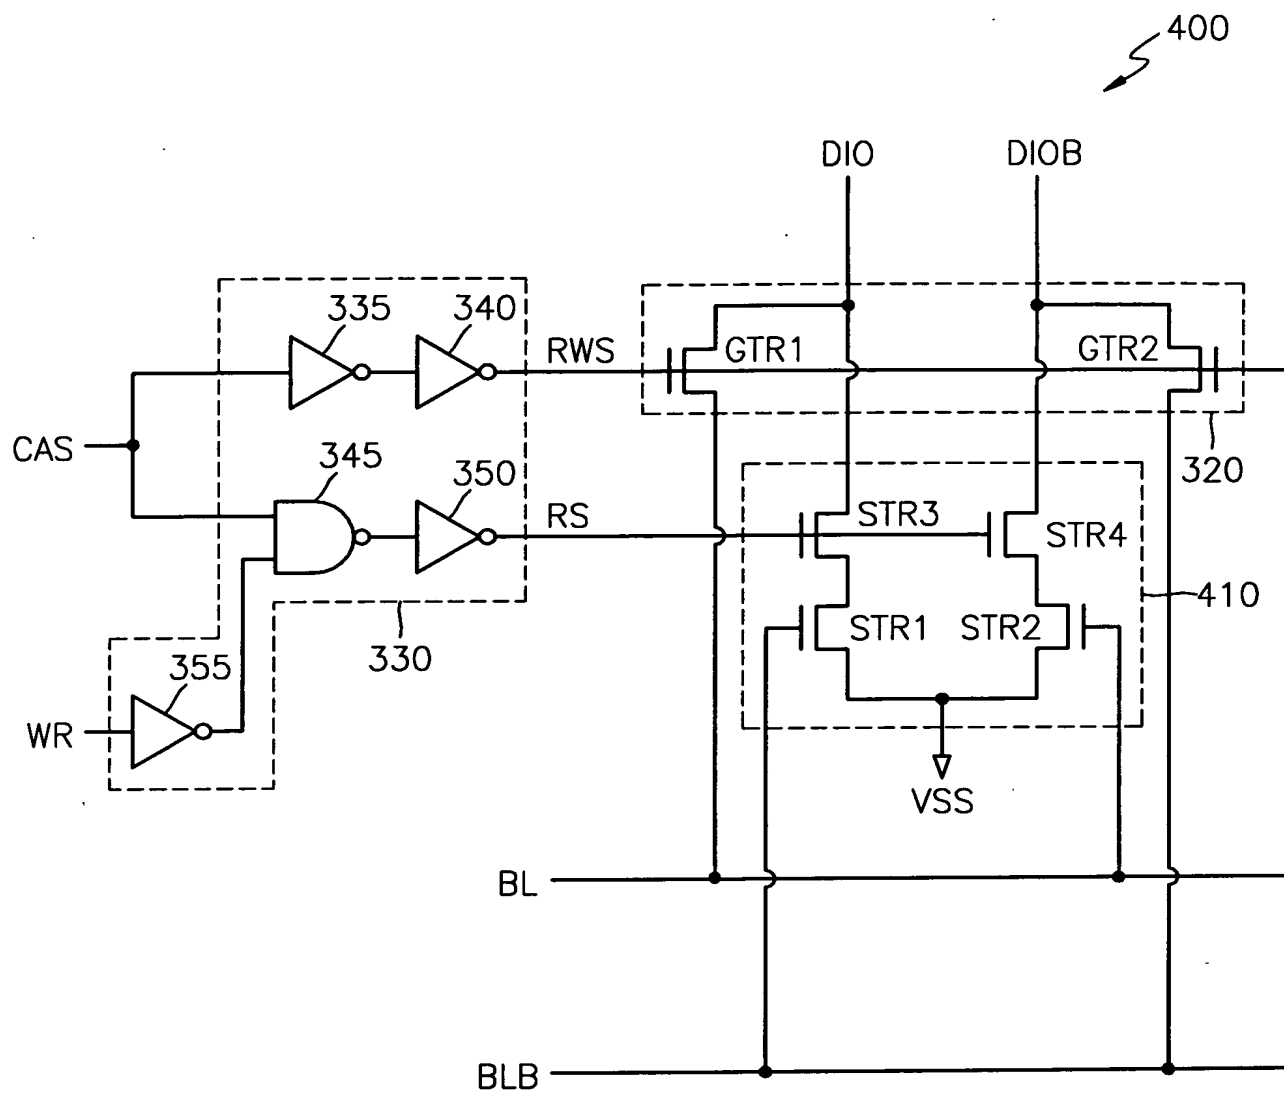 400
DIO
DIOB
335
340
RWS
GTR1
GTR2
CAS
345
350
RS
STR3
STR4
320
410
STR1
STR2
330
355
WR
VSS
BL
BLB